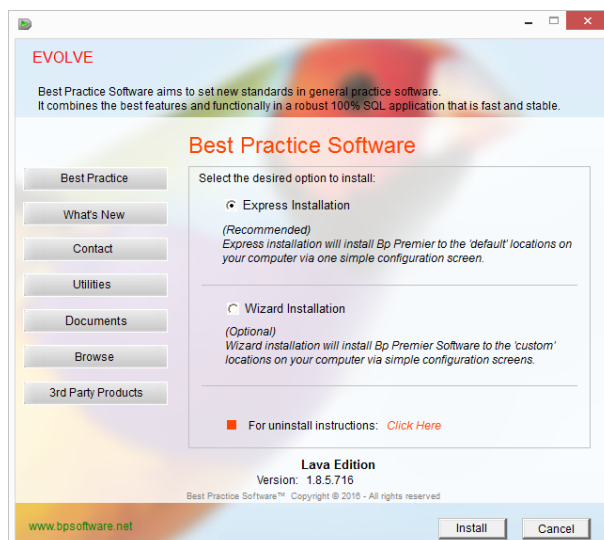 EVOLVE
Best Practice Software aims to set new standards in general practice software.
It combines the best features and functionally in a robust 100% SQL application that is fast and stable.
Best Practice Software
Best Practice
What's New
Contact
Utilities
Documents
Browse
3rd Party Products
Select the desired option to install:
Express Installation
(Recommended)
Express installation will install Bp Premier to the 'default' locations on
your computer via one simple configuration screen.
Wizard Installation
(Optional)
Wizard installation will install Bp Premier Software to the 'custom'
locations on your computer via simple configuration screens.
For uninstall instructions: Click Here
Lava Edition
Version: 1.8.5.716
Best Practice Software™ Copyright © 2016 - All rights reserved
www.bpsoftware.net
Install
Cancel